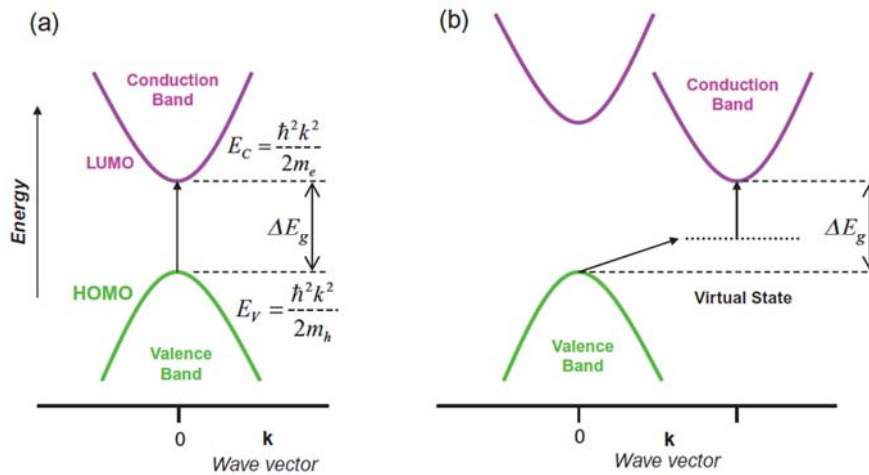 (a)
Conduction
Band
LUMO
E_C = ℏ²k² / 2m_e
Energy
ΔE_g
HOMO
E_V = ℏ²k² / 2m_h
Valence
Band
0
k
Wave vector
(b)
Conduction
Band
ΔE_g
Virtual State
Valence
Band
0
k
Wave vector